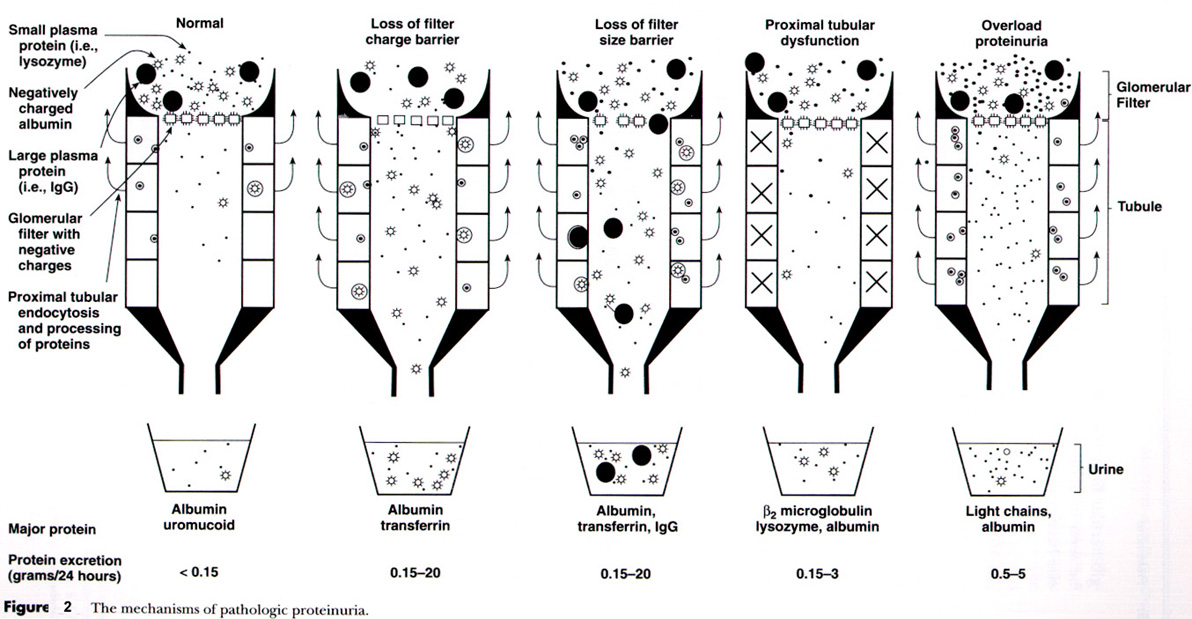 Normal
Loss of filter
charge barrier
Loss of filter
size barrier
Proximal tubular
dysfunction
Overload
proteinuria
Small plasma
protein (i.e.,
lysozyme)
Negatively
charged
albumin
Large plasma
protein
(i.e., IgG)
Glomerular
filter with
negative
charges
Proximal tubular
endocytosis
and processing
of proteins
Glomerular
Filter
Tubule
Urine
Major protein
Albumin
uromucoid
Albumin
transferrin
Albumin,
transferrin, IgG
β₂ microglobulin
lysozyme, albumin
Light chains,
albumin
Protein excretion
(grams/24 hours)
< 0.15
0.15–20
0.15–20
0.15–3
0.5–5
Figure 2 The mechanisms of pathologic proteinuria.